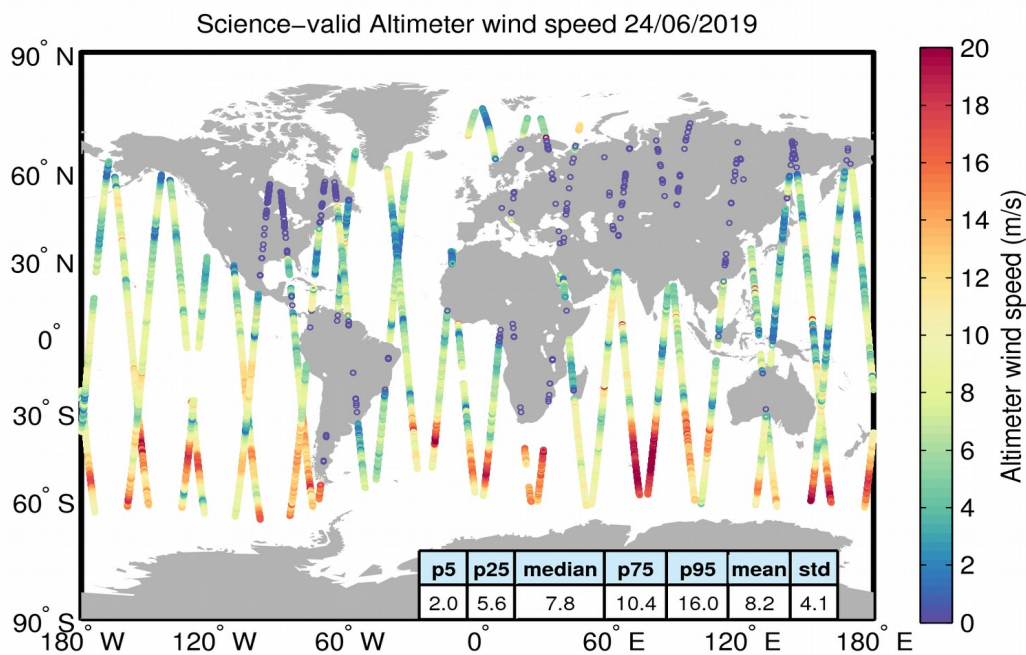 Science−valid Altimeter wind speed 24/06/2019
90° N
60° N
30° N
0°
30° S
60° S
90° S
180° W
120° W
60° W
0°
60° E
120° E
180° E
p5 p25 median p75 p95 mean std
2.0 5.6 7.8 10.4 16.0 8.2 4.1
20
18
16
14
12
10
8
6
4
2
0
Altimeter wind speed (m/s)